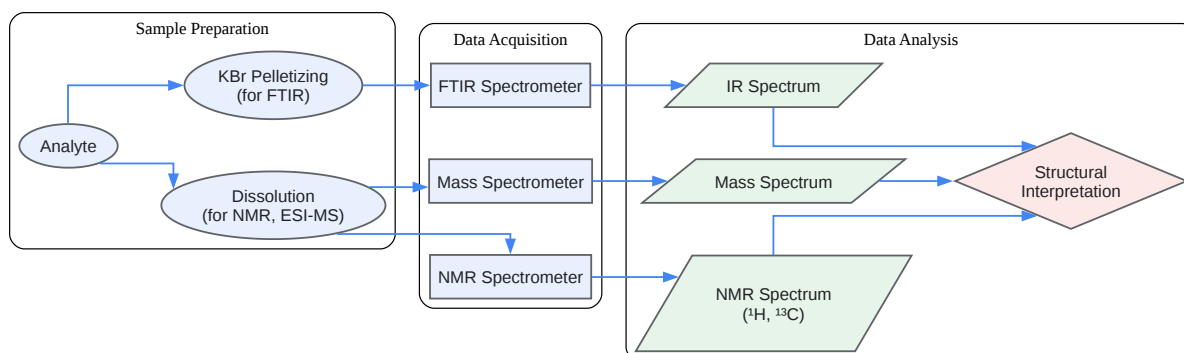 Sample Preparation
Data Acquisition
Data Analysis
KBr Pelletizing
(for FTIR)
FTIR Spectrometer
IR Spectrum
Analyte
Dissolution
(for NMR, ESI-MS)
Mass Spectrometer
Mass Spectrum
Structural
Interpretation
NMR Spectrometer
NMR Spectrum
(¹H, ¹³C)